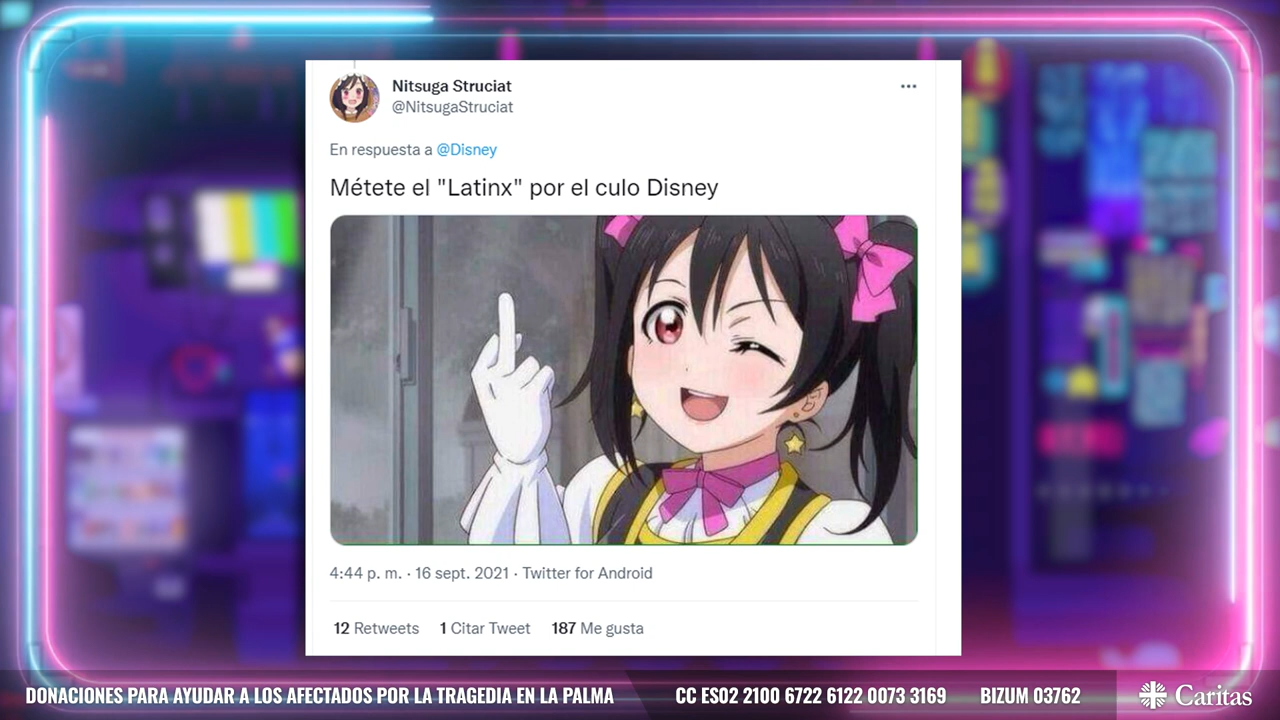 Nitsuga Struciat
@NitsugaStruciat
En respuesta a @Disney
Métete el "Latinx" por el culo Disney
4:44 p. m. · 16 sept. 2021 · Twitter for Android
12 Retweets 1 Citar Tweet 187 Me gusta
DONACIONES PARA AYUDAR A LOS AFECTADOS POR LA TRAGEDIA EN LA PALMA CC ES02 2100 6722 6122 0073 3169 BIZUM 03762 Caritas